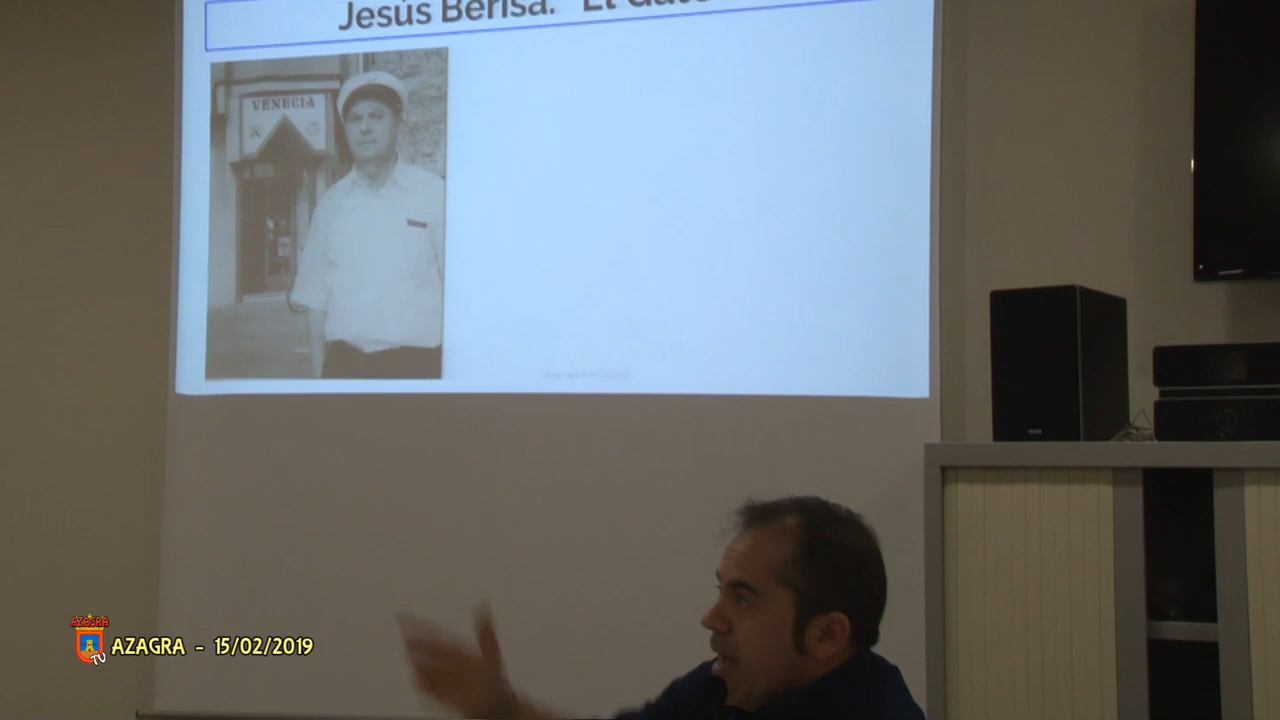 Jesús Berisa. "El Gato
VENECIA
AZAGRA
TV
AZAGRA - 15/02/2019